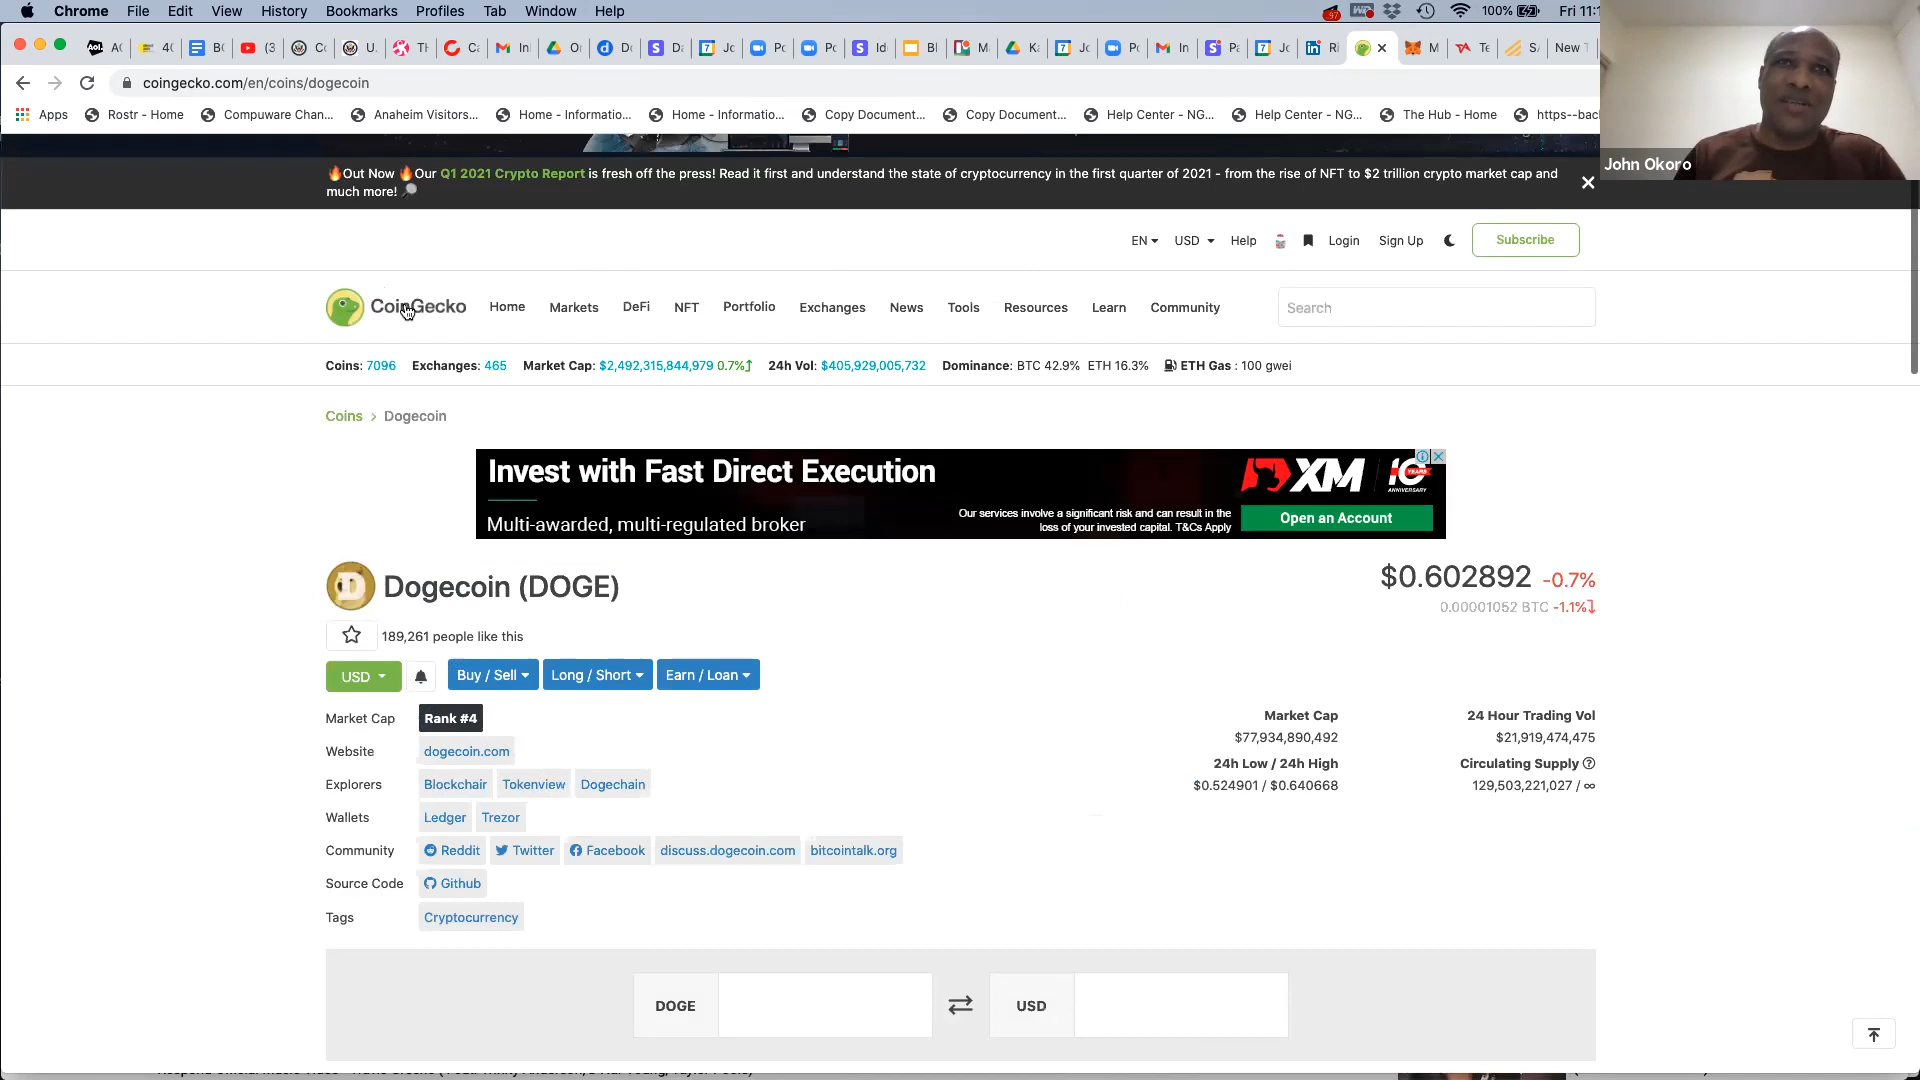 Chrome File Edit View History Bookmarks Profiles Tab Window Help 97 100% Fri 11:1
Aol. 40 (3 U. In
coingecko.com/en/coins/dogecoin
Apps Rostr - Home Compuware Chan... Anaheim Visitors... Home - Informatio... Home - Informatio... Copy Document... Copy Document... Help Center - NG... Help Center - NG... The Hub - Home https--bac
John Okoro
🔥Out Now 🔥Our Q1 2021 Crypto Report is fresh off the press! Read it first and understand the state of cryptocurrency in the first quarter of 2021 - from the rise of NFT to $2 trillion crypto market cap and
much more! 🔎
EN USD Help Login Sign Up Subscribe
CoinGecko Home Markets DeFi NFT Portfolio Exchanges News Tools Resources Learn Community Search
Coins: 7096 Exchanges: 465 Market Cap: $2,492,315,844,979 0.7% 24h Vol: $405,929,005,732 Dominance: BTC 42.9% ETH 16.3% ETH Gas : 100 gwei
Coins > Dogecoin
Invest with Fast Direct Execution
XM 10 YEARS ANNIVERSARY
Multi-awarded, multi-regulated broker
Our services involve a significant risk and can result in the
loss of your invested capital. T&Cs Apply
Open an Account
Dogecoin (DOGE)
$0.602892 -0.7%
0.00001052 BTC -1.1%
189,261 people like this
USD Buy / Sell Long / Short Earn / Loan
Market Cap Rank #4
Website dogecoin.com
Explorers Blockchair Tokenview Dogechain
Wallets Ledger Trezor
Community Reddit Twitter Facebook discuss.dogecoin.com bitcointalk.org
Source Code Github
Tags Cryptocurrency
Market Cap 24 Hour Trading Vol
$77,934,890,492 $21,919,474,475
24h Low / 24h High Circulating Supply
$0.524901 / $0.640668 129,503,221,027 / ∞
DOGE USD